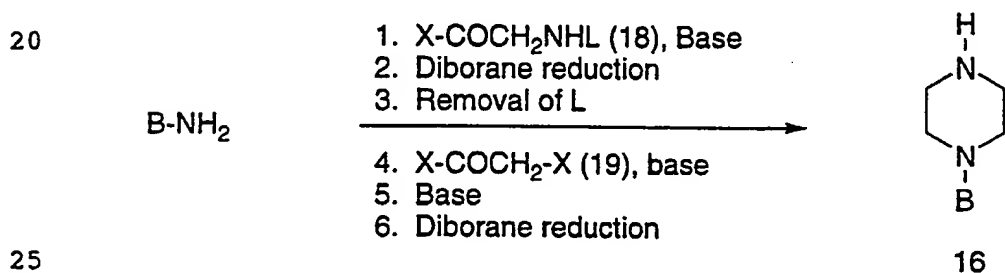 20
1. X-COCH₂NHL (18), Base
2. Diborane reduction
3. Removal of L
B-NH₂
4. X-COCH₂-X (19), base
5. Base
6. Diborane reduction
H
N
N
B
25
16